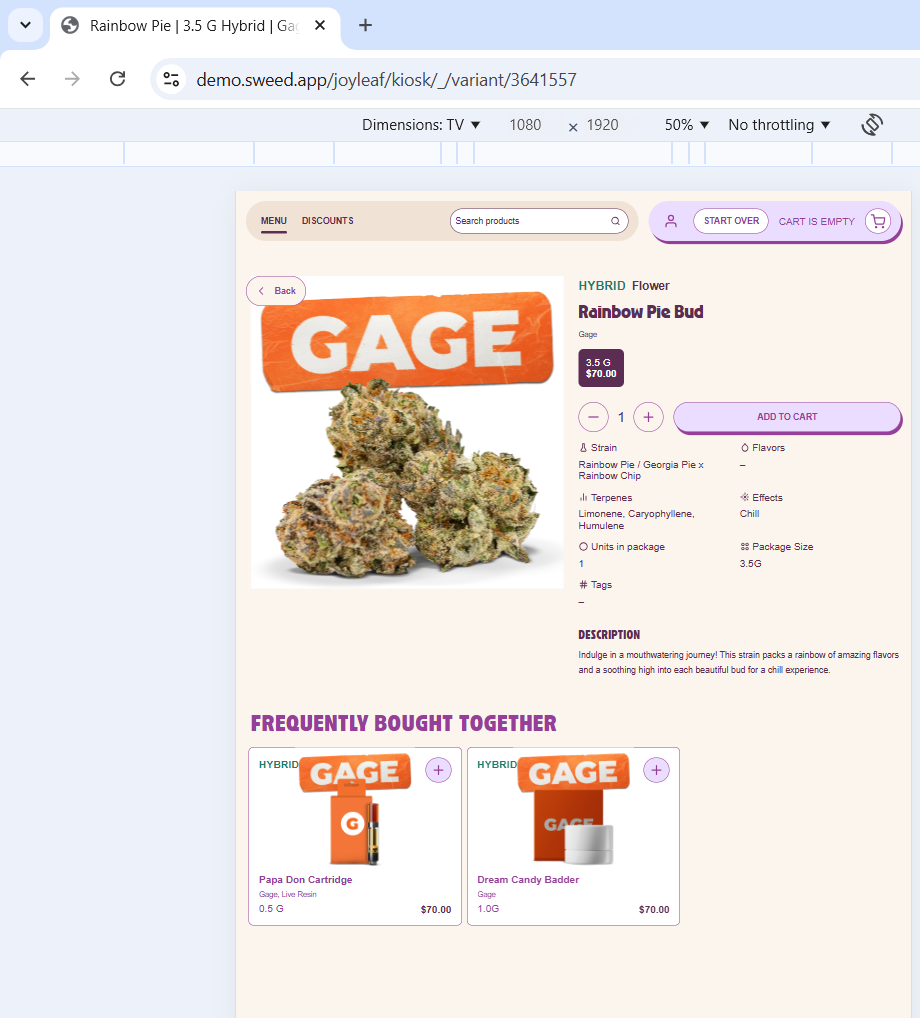 Rainbow Pie | 3.5 G Hybrid | Ga
demo.sweed.app/joyleaf/kiosk/_/variant/3641557
Dimensions: TV ▼ 1080 × 1920 50% ▼ No throttling ▼
MENU DISCOUNTS Search products START OVER CART IS EMPTY
Back
GAGE
HYBRID Flower
Rainbow Pie Bud
Gage
3.5 G
$70.00
− 1 + ADD TO CART
Strain
Rainbow Pie / Georgia Pie x
Rainbow Chip
Flavors
–
Terpenes
Limonene, Caryophyllene,
Humulene
Effects
Chill
Units in package
1
Package Size
3.5G
# Tags
–
DESCRIPTION
Indulge in a mouthwatering journey! This strain packs a rainbow of amazing flavors
and a soothing high into each beautiful bud for a chill experience.
FREQUENTLY BOUGHT TOGETHER
HYBRID
GAGE
G
Papa Don Cartridge
Gage, Live Resin
0.5 G $70.00
HYBRID
GAGE
GAGE
Dream Candy Badder
Gage
1.0G $70.00